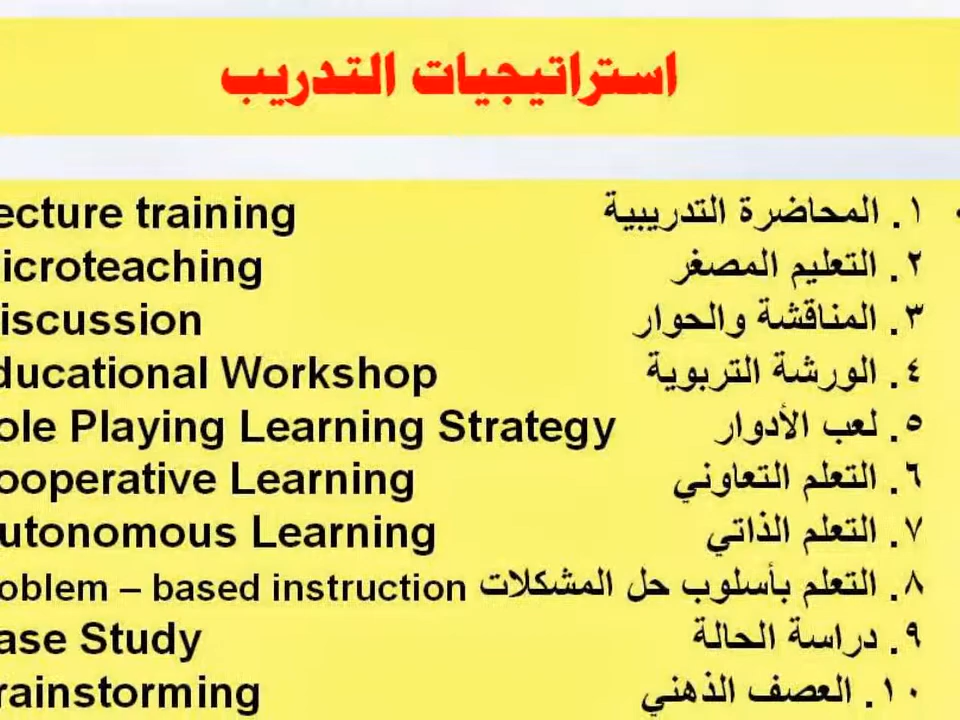 استراتيجيات التدريب
١. المحاضرة التدريبية ecture training
٢. التعليم المصغر icroteaching
٣. المناقشة والحوار iscussion
٤. الورشة التربوية ducational Workshop
٥. لعب الأدوار ole Playing Learning Strategy
٦. التعلم التعاوني ooperative Learning
٧. التعلم الذاتي utonomous Learning
٨. التعلم بأسلوب حل المشكلات oblem – based instruction
٩. دراسة الحالة ase Study
١٠. العصف الذهني rainstorming